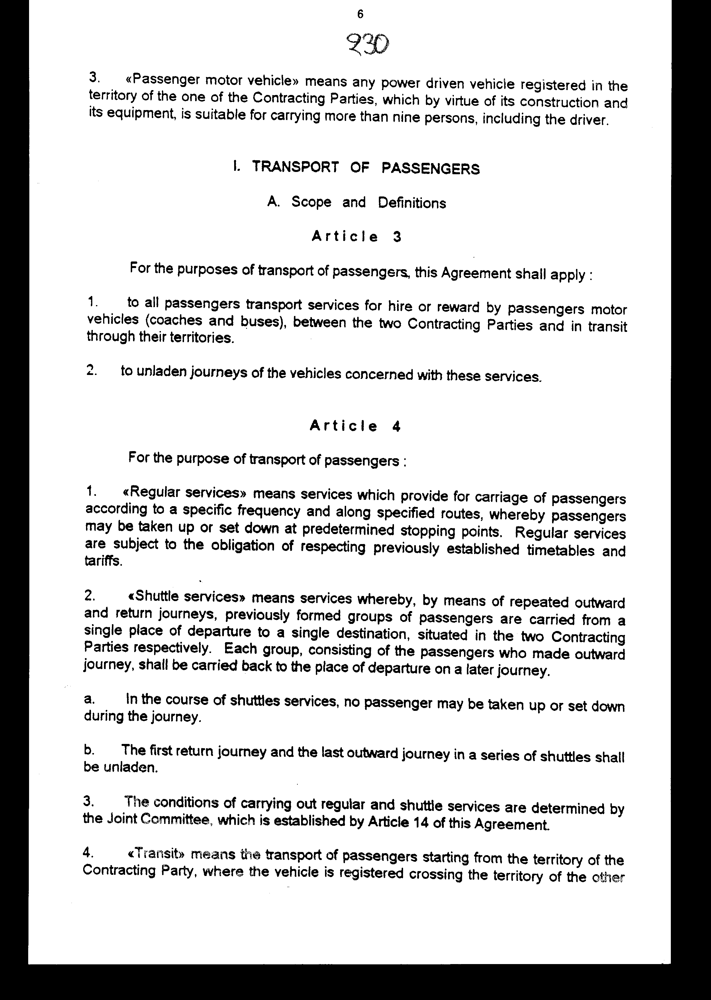 6
230
3. «Passenger motor vehicle» means any power driven vehicle registered in the
territory of the one of the Contracting Parties, which by virtue of its construction and
its equipment, is suitable for carrying more than nine persons, including the driver.
I. TRANSPORT OF PASSENGERS
A. Scope and Definitions
Article 3
For the purposes of transport of passengers, this Agreement shall apply :
1. to all passengers transport services for hire or reward by passengers motor
vehicles (coaches and buses), between the two Contracting Parties and in transit
through their territories.
2. to unladen journeys of the vehicles concerned with these services.
Article 4
For the purpose of transport of passengers :
1. «Regular services» means services which provide for carriage of passengers
according to a specific frequency and along specified routes, whereby passengers
may be taken up or set down at predetermined stopping points. Regular services
are subject to the obligation of respecting previously established timetables and
tariffs.
2. «Shuttle services» means services whereby, by means of repeated outward
and return journeys, previously formed groups of passengers are carried from a
single place of departure to a single destination, situated in the two Contracting
Parties respectively. Each group, consisting of the passengers who made outward
journey, shall be carried back to the place of departure on a later journey.
a. In the course of shuttles services, no passenger may be taken up or set down
during the journey.
b. The first return journey and the last outward journey in a series of shuttles shall
be unladen.
3. The conditions of carrying out regular and shuttle services are determined by
the Joint Committee, which is established by Article 14 of this Agreement.
4. «Transit» means the transport of passengers starting from the territory of the
Contracting Party, where the vehicle is registered crossing the territory of the other